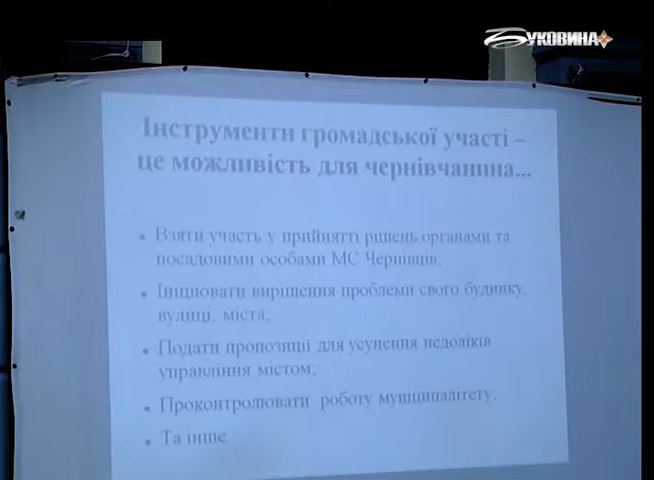 БУКОВИНА
Інструменти громадської участі –
це можливість для чернівчанина...
• Взяти участь у прийнятті рішень органами та
посадовими особами МС Чернівців;
• Ініціювати вирішення проблеми свого будинку,
вулиці, міста;
• Подати пропозиції для усунення недоліків
управління містом;
• Проконтролювати роботу муніципалітету;
• Та інше.